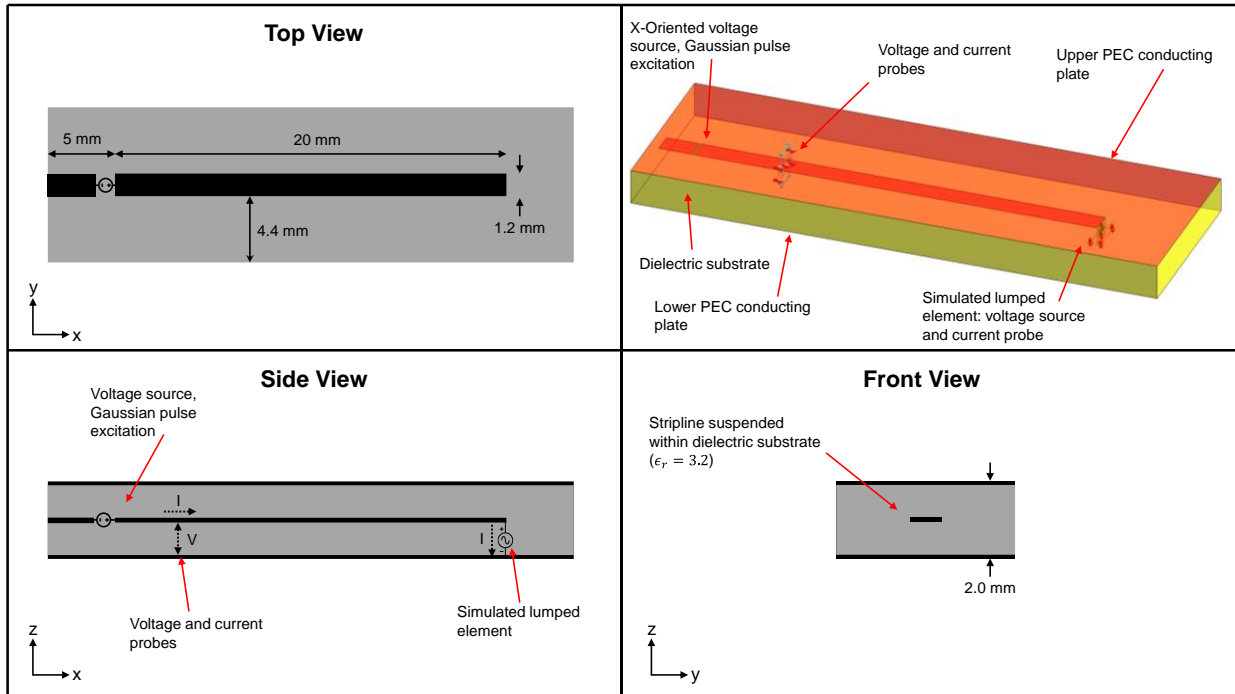 Top View
5 mm
20 mm
1.2 mm
4.4 mm
y
x
X-Oriented voltage
source, Gaussian pulse
excitation
Voltage and current
probes
Upper PEC conducting
plate
Dielectric substrate
Lower PEC conducting
plate
Simulated lumped
element: voltage source
and current probe
Side View
Voltage source,
Gaussian pulse
excitation
I
V
I
+
−
Voltage and current
probes
Simulated lumped
element
z
x
Front View
Stripline suspended
within dielectric substrate
(ϵᵣ = 3.2)
2.0 mm
z
y